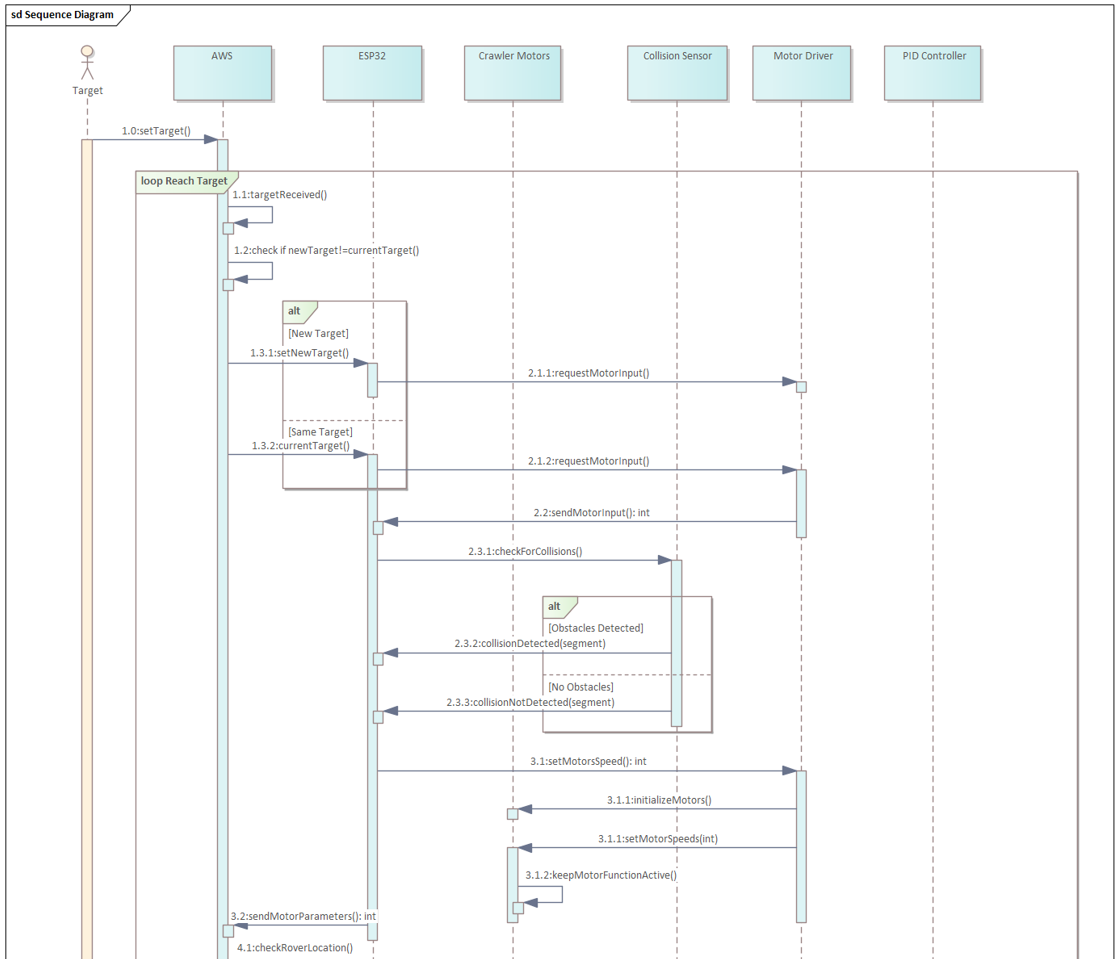 sd Sequence Diagram
Target
AWS
ESP32
Crawler Motors
Collision Sensor
Motor Driver
PID Controller
1.0:setTarget()
loop Reach Target
1.1:targetReceived()
1.2:check if newTarget!=currentTarget()
alt
[New Target]
1.3.1:setNewTarget()
2.1.1:requestMotorInput()
[Same Target]
1.3.2:currentTarget()
2.1.2:requestMotorInput()
2.2:sendMotorInput(): int
2.3.1:checkForCollisions()
alt
[Obstacles Detected]
2.3.2:collisionDetected(segment)
[No Obstacles]
2.3.3:collisionNotDetected(segment)
3.1:setMotorsSpeed(): int
3.1.1:initializeMotors()
3.1.1:setMotorSpeeds(int)
3.1.2:keepMotorFunctionActive()
3.2:sendMotorParameters(): int
4.1:checkRoverLocation()